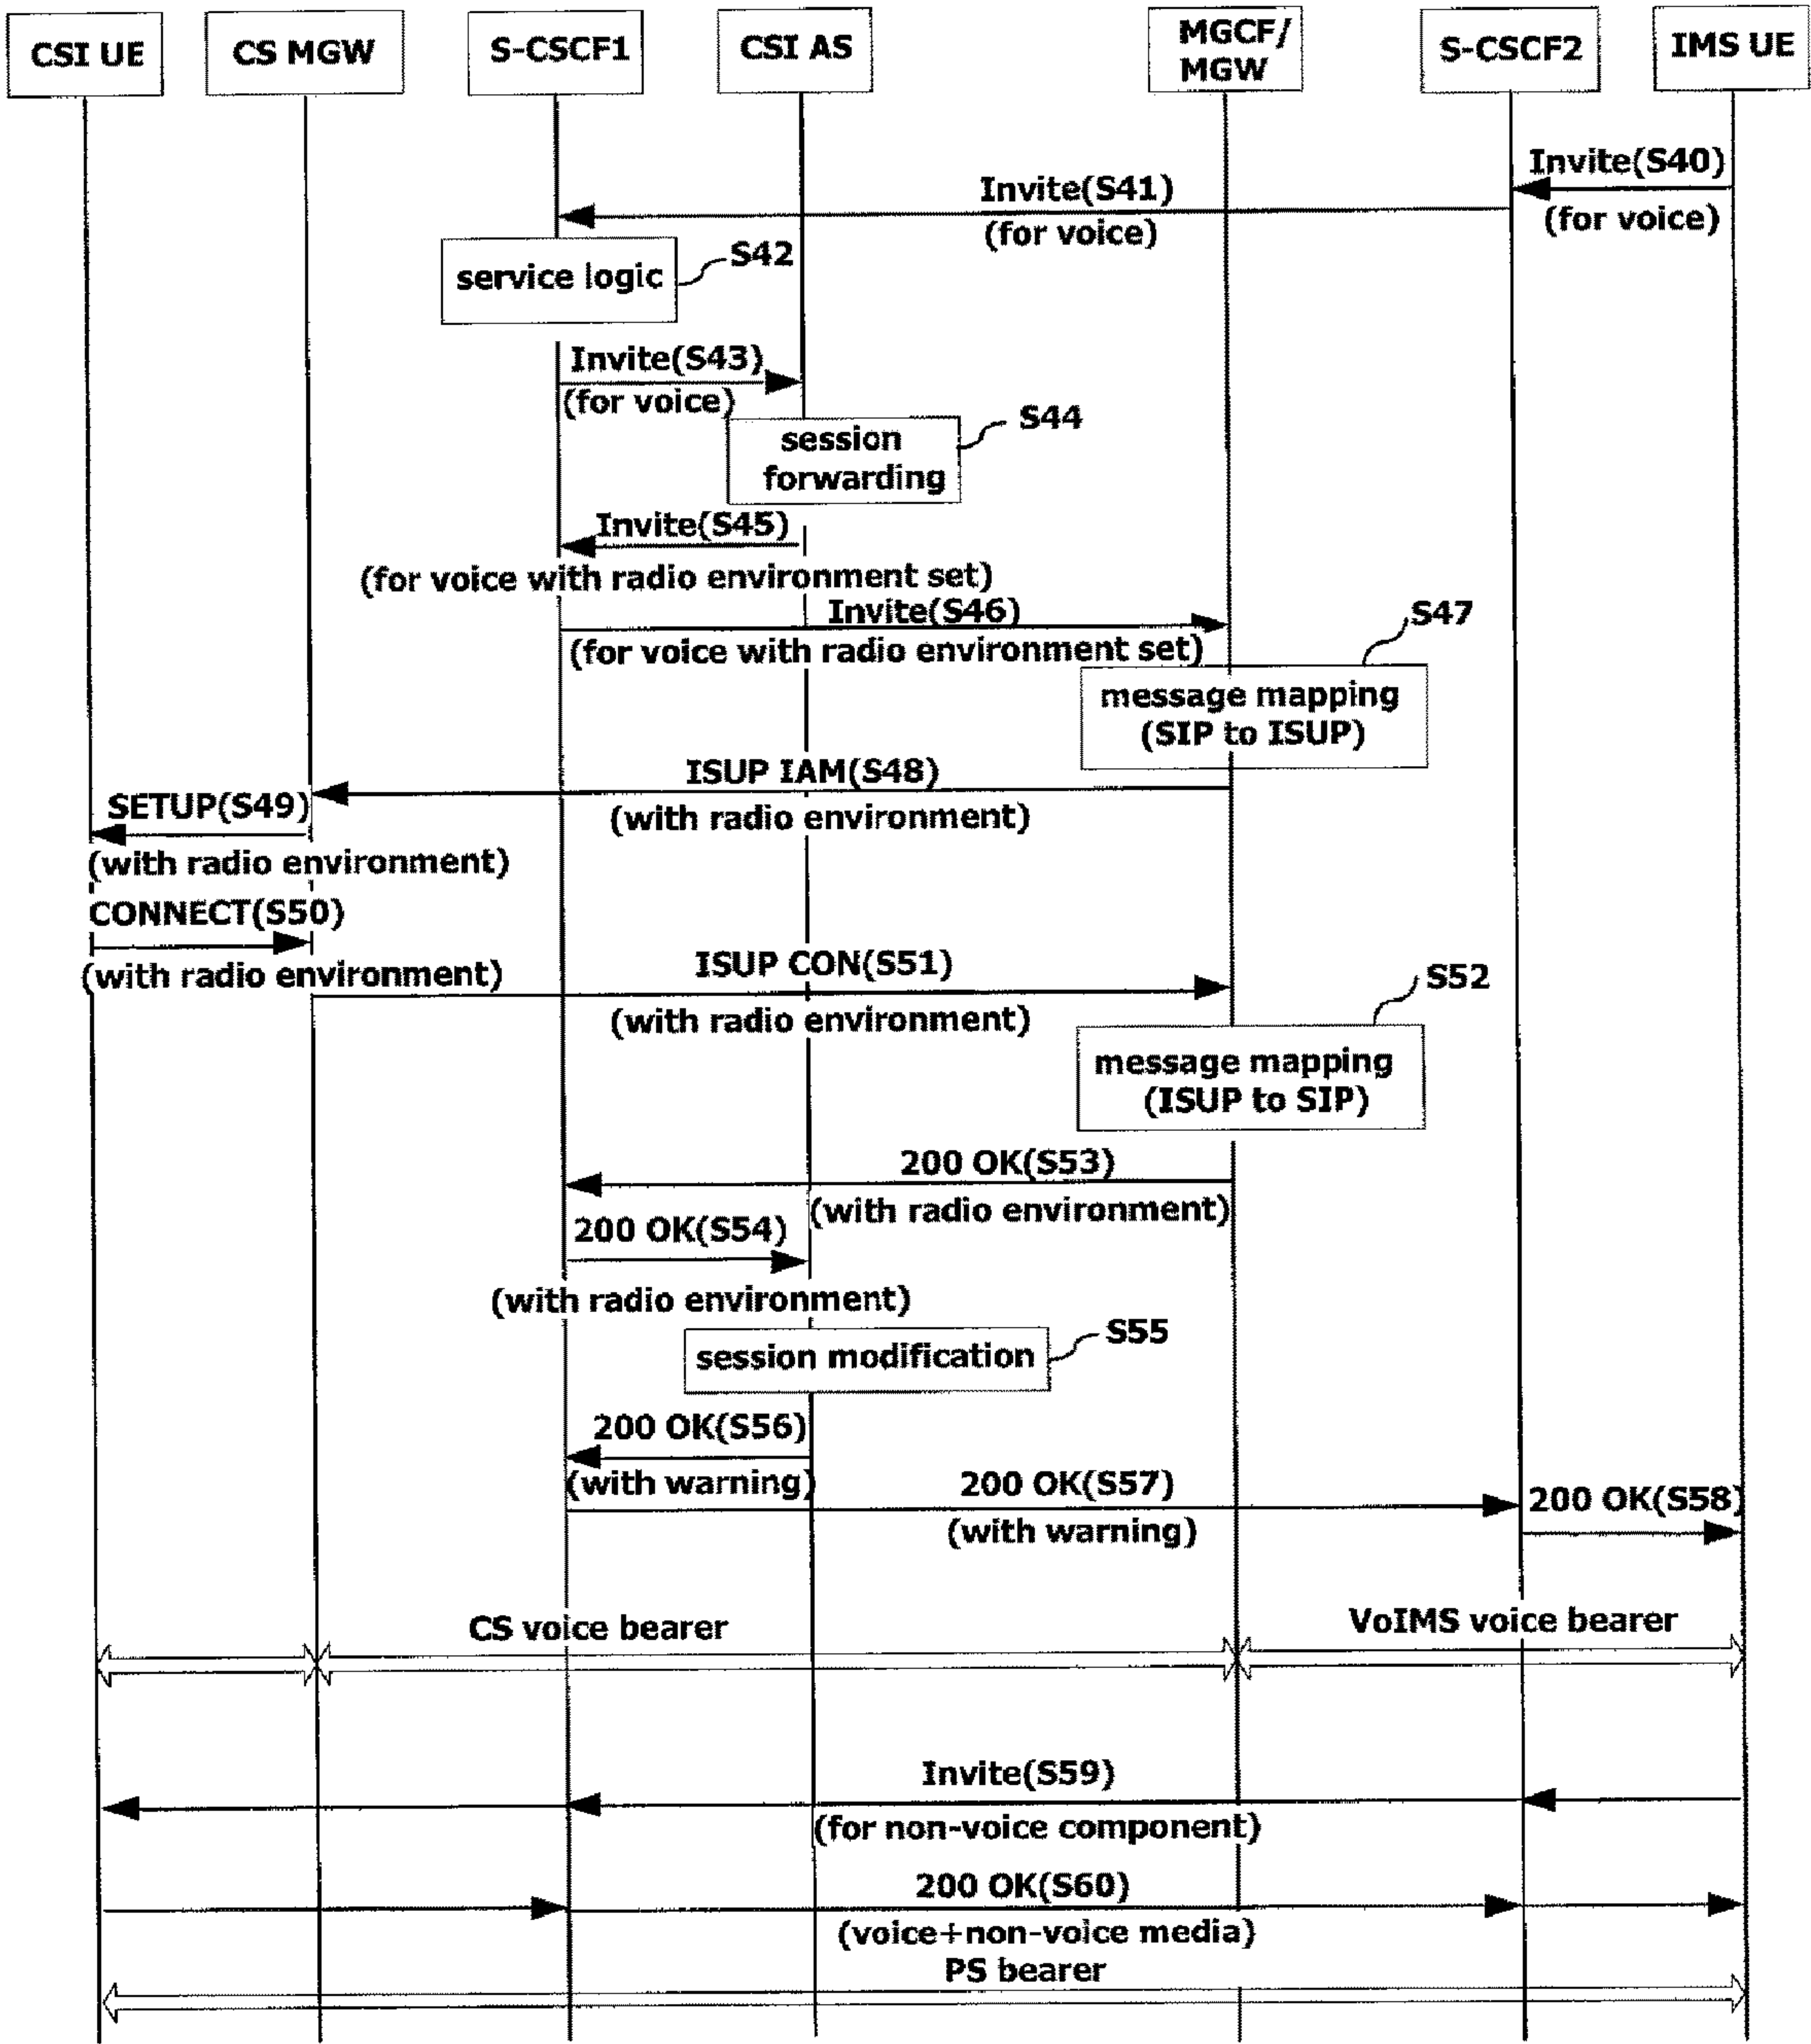 CSI UE
CS MGW
S-CSCF1
CSI AS
MGCF/
MGW
S-CSCF2
IMS UE
Invite(S40)
(for voice)
Invite(S41)
(for voice)
service logic
S42
Invite(S43)
(for voice)
S44
session
forwarding
Invite(S45)
(for voice with radio environment set)
Invite(S46)
(for voice with radio environment set)
S47
message mapping
(SIP to ISUP)
ISUP IAM(S48)
(with radio environment)
SETUP(S49)
(with radio environment)
CONNECT(S50)
(with radio environment)
ISUP CON(S51)
(with radio environment)
S52
message mapping
(ISUP to SIP)
200 OK(S53)
(with radio environment)
200 OK(S54)
(with radio environment)
session modification
S55
200 OK(S56)
(with warning)
200 OK(S57)
(with warning)
200 OK(S58)
CS voice bearer
VoIMS voice bearer
Invite(S59)
(for non-voice component)
200 OK(S60)
(voice+non-voice media)
PS bearer